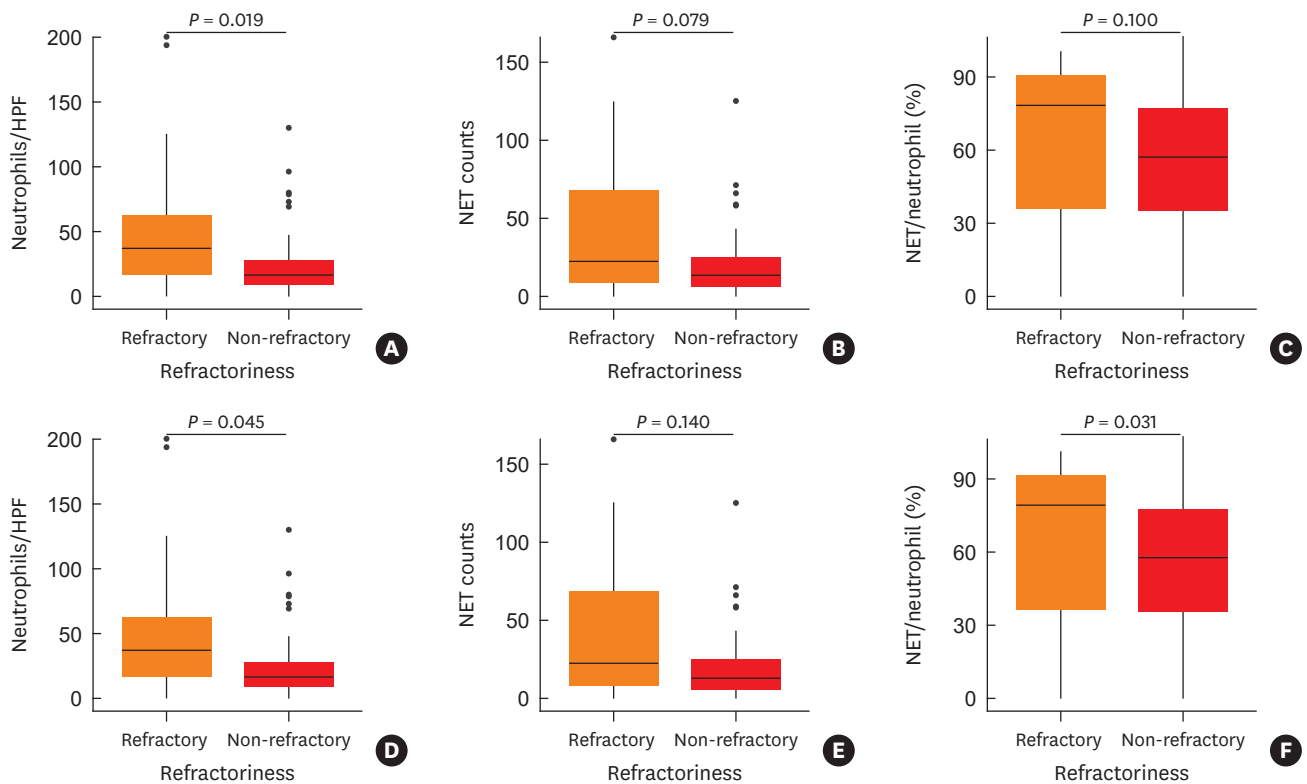 P = 0.019
200
150
100
50
0
Neutrophils/HPF
Refractory Non-refractory
Refractoriness
A
P = 0.079
150
100
50
0
NET counts
Refractory Non-refractory
Refractoriness
B
P = 0.100
90
60
30
0
NET/neutrophil (%)
Refractory Non-refractory
Refractoriness
C
P = 0.045
200
150
100
50
0
Neutrophils/HPF
Refractory Non-refractory
Refractoriness
D
P = 0.140
150
100
50
0
NET counts
Refractory Non-refractory
Refractoriness
E
P = 0.031
90
60
30
0
NET/neutrophil (%)
Refractory Non-refractory
Refractoriness
F